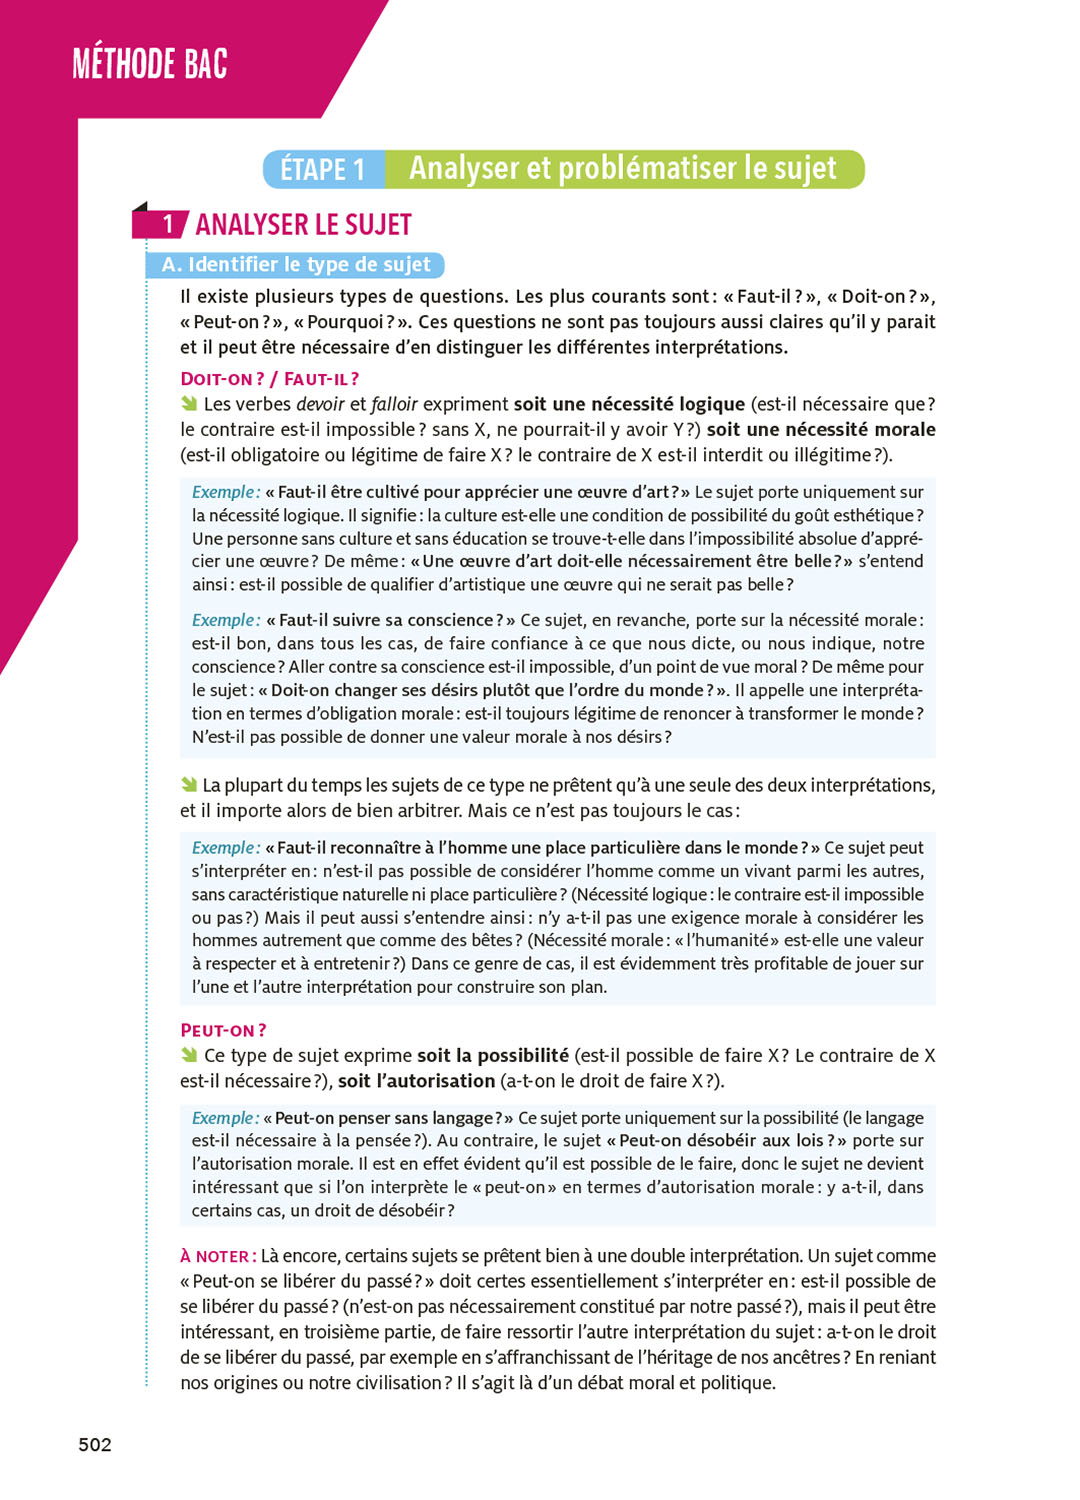 MÉTHODE BAC
ÉTAPE 1 Analyser et problématiser le sujet
1 ANALYSER LE SUJET
A. Identifier le type de sujet
Il existe plusieurs types de questions. Les plus courants sont : « Faut-il ? », « Doit-on ? »,
« Peut-on ? », « Pourquoi ? ». Ces questions ne sont pas toujours aussi claires qu’il y parait
et il peut être nécessaire d’en distinguer les différentes interprétations.
DOIT-ON ? / FAUT-IL ?
Les verbes devoir et falloir expriment soit une nécessité logique (est-il nécessaire que ?
le contraire est-il impossible ? sans X, ne pourrait-il y avoir Y ?) soit une nécessité morale
(est-il obligatoire ou légitime de faire X ? le contraire de X est-il interdit ou illégitime ?).
Exemple : « Faut-il être cultivé pour apprécier une œuvre d’art ? » Le sujet porte uniquement sur
la nécessité logique. Il signifie : la culture est-elle une condition de possibilité du goût esthétique ?
Une personne sans culture et sans éducation se trouve-t-elle dans l’impossibilité absolue d’appré-
cier une œuvre ? De même : « Une œuvre d’art doit-elle nécessairement être belle ? » s’entend
ainsi : est-il possible de qualifier d’artistique une œuvre qui ne serait pas belle ?
Exemple : « Faut-il suivre sa conscience ? » Ce sujet, en revanche, porte sur la nécessité morale :
est-il bon, dans tous les cas, de faire confiance à ce que nous dicte, ou nous indique, notre
conscience ? Aller contre sa conscience est-il impossible, d’un point de vue moral ? De même pour
le sujet : « Doit-on changer ses désirs plutôt que l’ordre du monde ? ». Il appelle une interpréta-
tion en termes d’obligation morale : est-il toujours légitime de renoncer à transformer le monde ?
N’est-il pas possible de donner une valeur morale à nos désirs ?
La plupart du temps les sujets de ce type ne prêtent qu’à une seule des deux interprétations,
et il importe alors de bien arbitrer. Mais ce n’est pas toujours le cas :
Exemple : « Faut-il reconnaître à l’homme une place particulière dans le monde ? » Ce sujet peut
s’interpréter en : n’est-il pas possible de considérer l’homme comme un vivant parmi les autres,
sans caractéristique naturelle ni place particulière ? (Nécessité logique : le contraire est-il impossible
ou pas ?) Mais il peut aussi s’entendre ainsi : n’y a-t-il pas une exigence morale à considérer les
hommes autrement que comme des bêtes ? (Nécessité morale : « l’humanité » est-elle une valeur
à respecter et à entretenir ?) Dans ce genre de cas, il est évidemment très profitable de jouer sur
l’une et l’autre interprétation pour construire son plan.
PEUT-ON ?
Ce type de sujet exprime soit la possibilité (est-il possible de faire X ? Le contraire de X
est-il nécessaire ?), soit l’autorisation (a-t-on le droit de faire X ?).
Exemple : « Peut-on penser sans langage ? » Ce sujet porte uniquement sur la possibilité (le langage
est-il nécessaire à la pensée ?). Au contraire, le sujet « Peut-on désobéir aux lois ? » porte sur
l’autorisation morale. Il est en effet évident qu’il est possible de le faire, donc le sujet ne devient
intéressant que si l’on interprète le « peut-on » en termes d’autorisation morale : y a-t-il, dans
certains cas, un droit de désobéir ?
À NOTER : Là encore, certains sujets se prêtent bien à une double interprétation. Un sujet comme
« Peut-on se libérer du passé ? » doit certes essentiellement s’interpréter en : est-il possible de
se libérer du passé ? (n’est-on pas nécessairement constitué par notre passé ?), mais il peut être
intéressant, en troisième partie, de faire ressortir l’autre interprétation du sujet : a-t-on le droit
de se libérer du passé, par exemple en s’affranchissant de l’héritage de nos ancêtres ? En reniant
nos origines ou notre civilisation ? Il s’agit là d’un débat moral et politique.
502